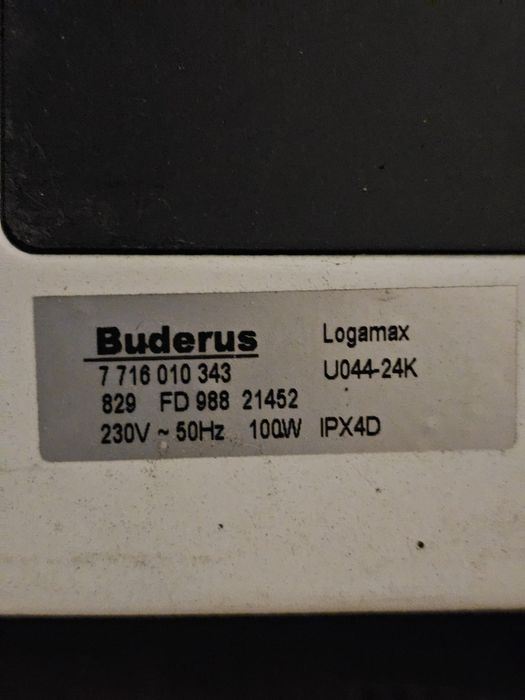 Buderus Logamax
7 716 010 343 U044-24K
829 FD 988 21452
230V ~ 50Hz 100W IPX4D